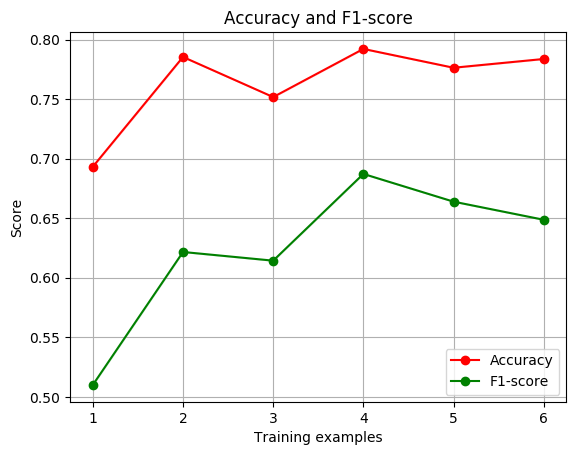 Accuracy and F1-score
0.80
0.75
0.70
0.65
0.60
0.55
0.50
Score
1 2 3 4 5 6
Training examples
Accuracy
F1-score